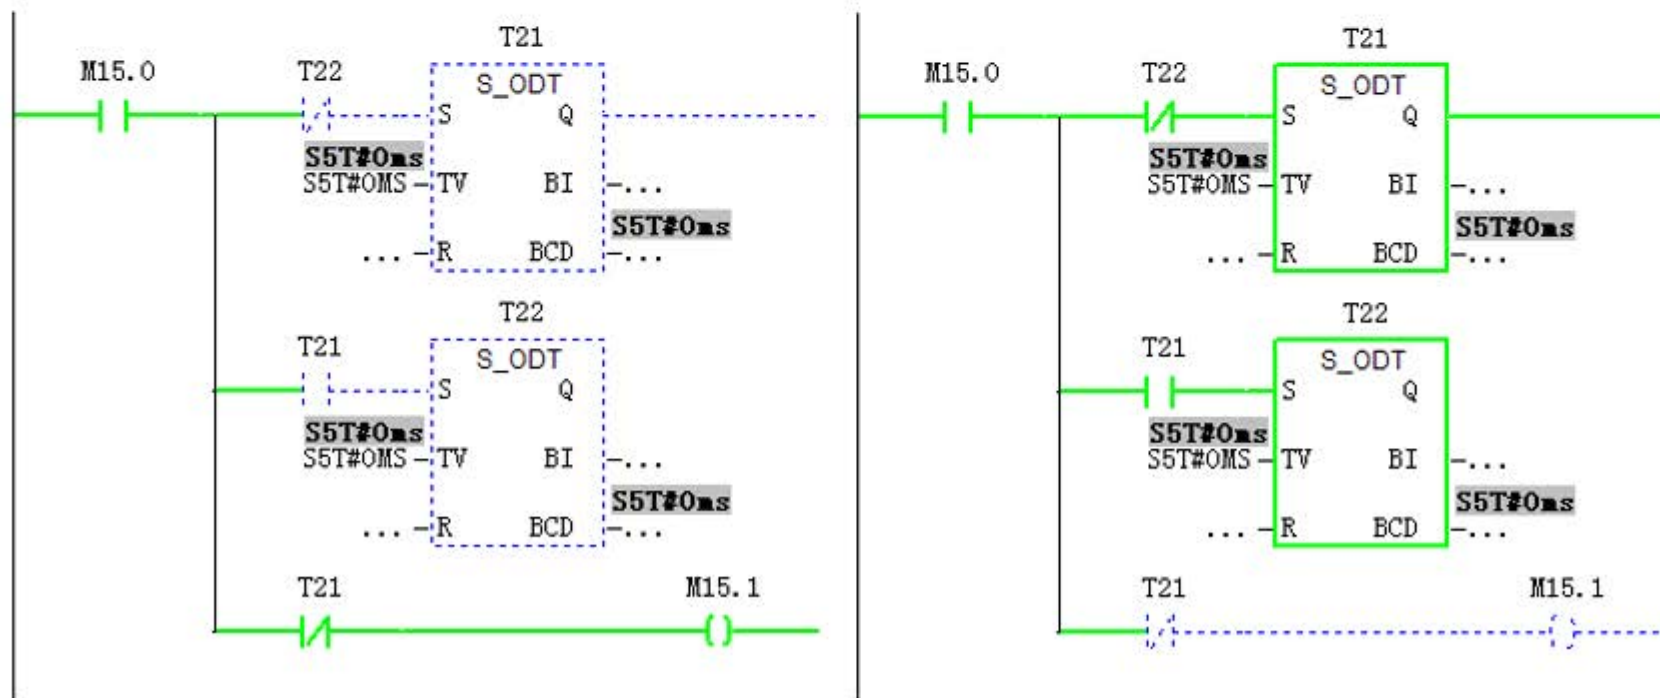 T21 T21
M15.0 T22 S_ODT M15.0 T22 S_ODT
S Q S Q
S5T#0ms S5T#0ms
S5T#0MS TV BI ... S5T#0MS TV BI ...
S5T#0ms S5T#0ms
... R BCD ... ... R BCD ...
T22 T22
T21 S_ODT T21 S_ODT
S Q S Q
S5T#0ms S5T#0ms
S5T#0MS TV BI ... S5T#0MS TV BI ...
S5T#0ms S5T#0ms
... R BCD ... ... R BCD ...
T21 M15.1 T21 M15.1